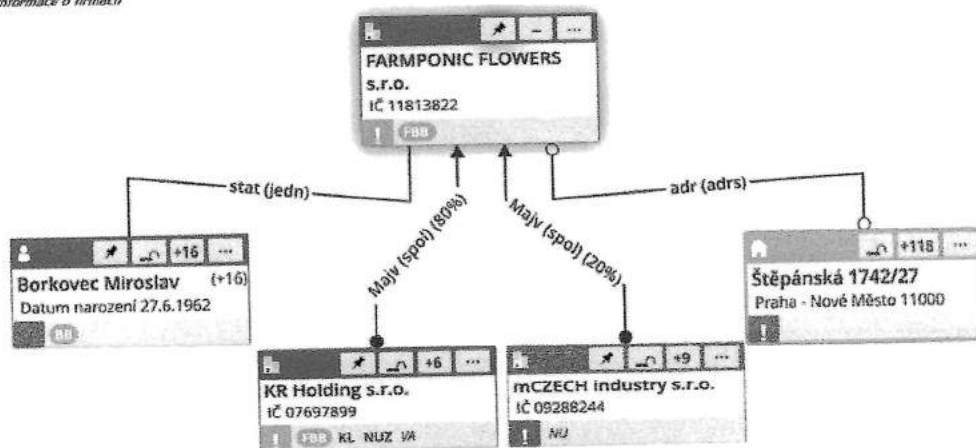 informace o firmách
FARMPONIC FLOWERS
s.r.o.
IČ 11813822
! FBB
stat (jedn)
Majv (spol) (80%)
Majv (spol) (20%)
adr (adrs)
+16 ...
Borkovec Miroslav (+16)
Datum narození 27.6.1962
BB
+118 ...
Štěpánská 1742/27
Praha - Nové Město 11000
!
+6 ...
KR Holding s.r.o.
IČ 07697899
! FBB KL NUZ VA
+9 ...
mCZECH industry s.r.o.
IČ 09288244
! NU